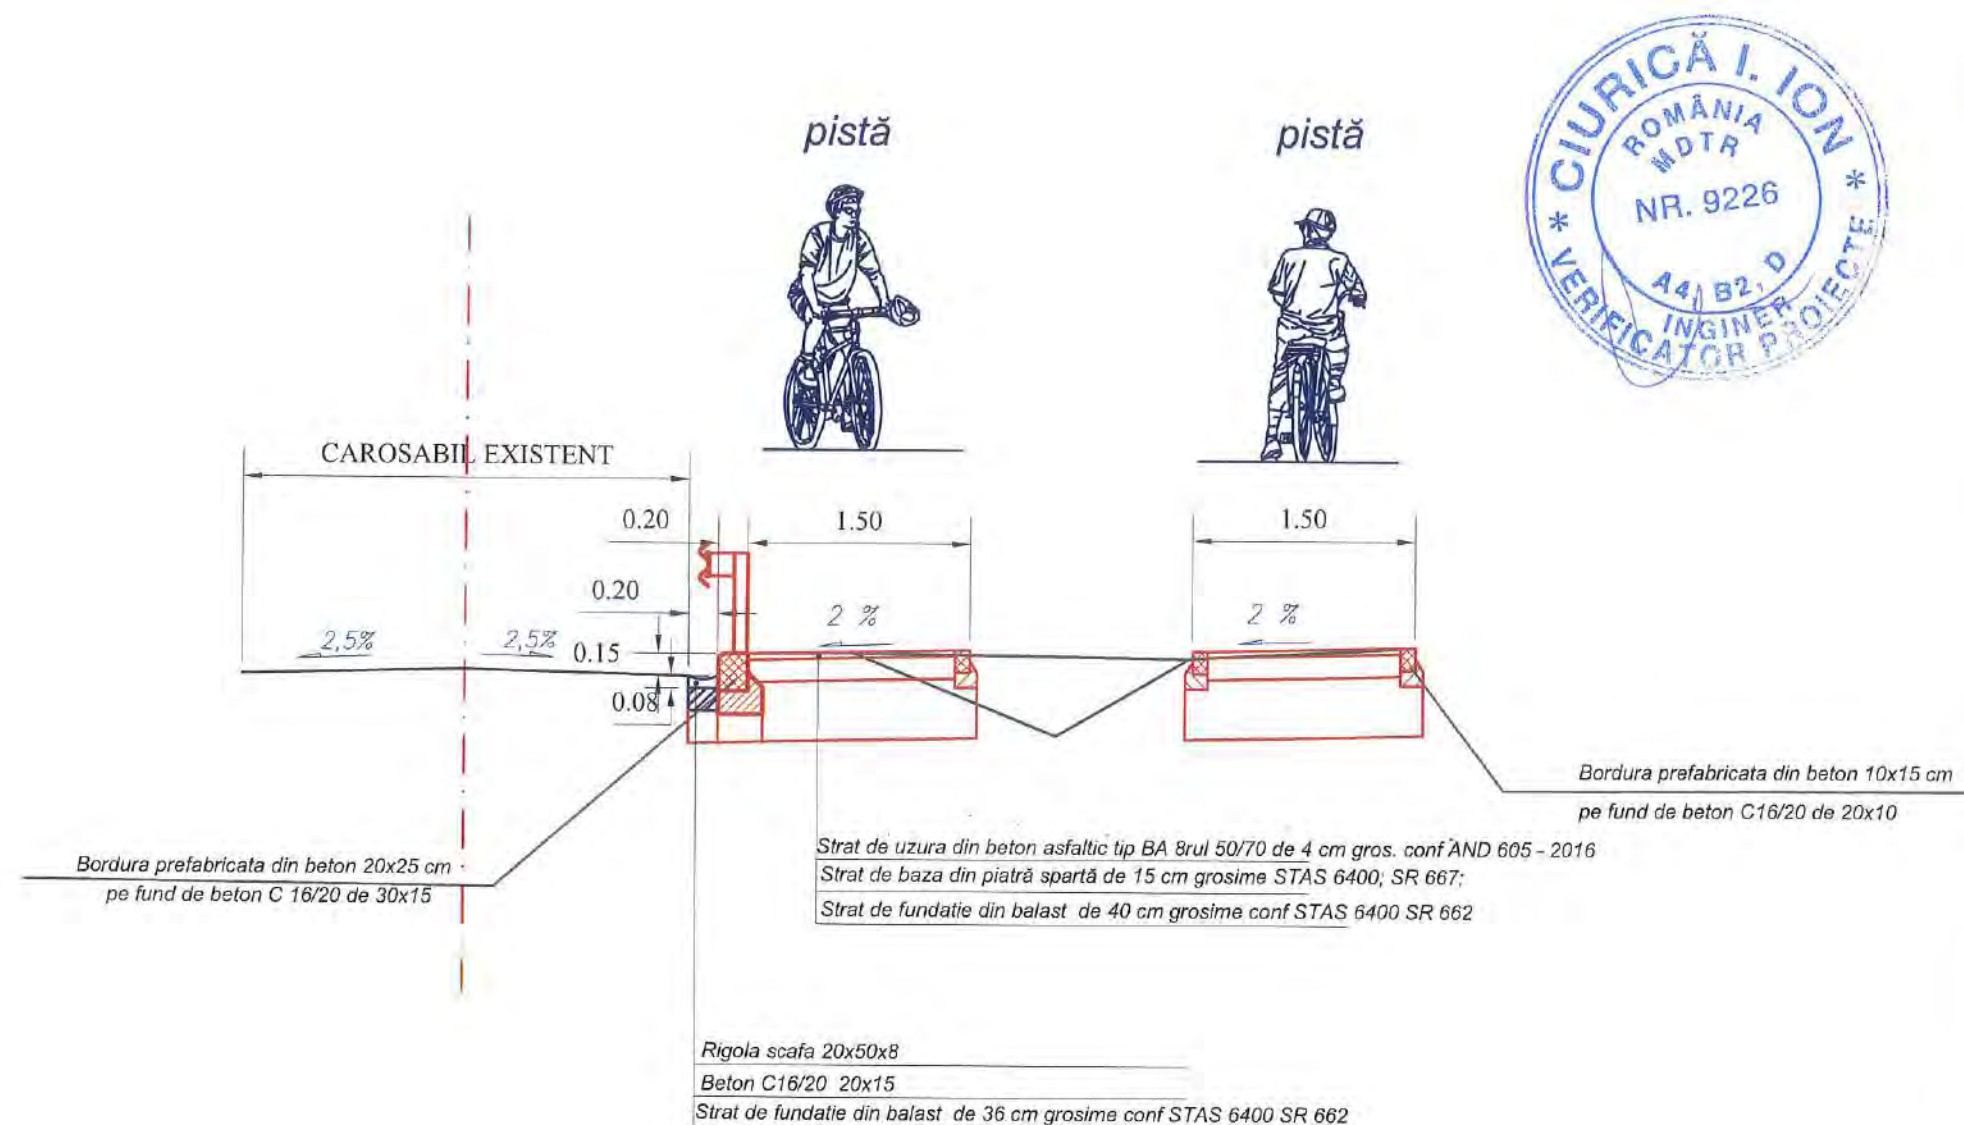 CIURICĂ I. ION
ROMÂNIA
MDTR
NR. 9226
A4, B2, D
INGINER
* VERIFICATOR PROIECTE *
pistă
pistă
CAROSABIL EXISTENT
0.20
1.50
1.50
0.20
2 %
2 %
2,5%
2,5%
0.15
0.08
Bordura prefabricata din beton 10x15 cm
pe fund de beton C16/20 de 20x10
Strat de uzura din beton asfaltic tip BA 8rul 50/70 de 4 cm gros. conf AND 605 - 2016
Strat de baza din piatră spartă de 15 cm grosime STAS 6400; SR 667;
Strat de fundatie din balast de 40 cm grosime conf STAS 6400 SR 662
Bordura prefabricata din beton 20x25 cm
pe fund de beton C 16/20 de 30x15
Rigola scafa 20x50x8
Beton C16/20 20x15
Strat de fundatie din balast de 36 cm grosime conf STAS 6400 SR 662